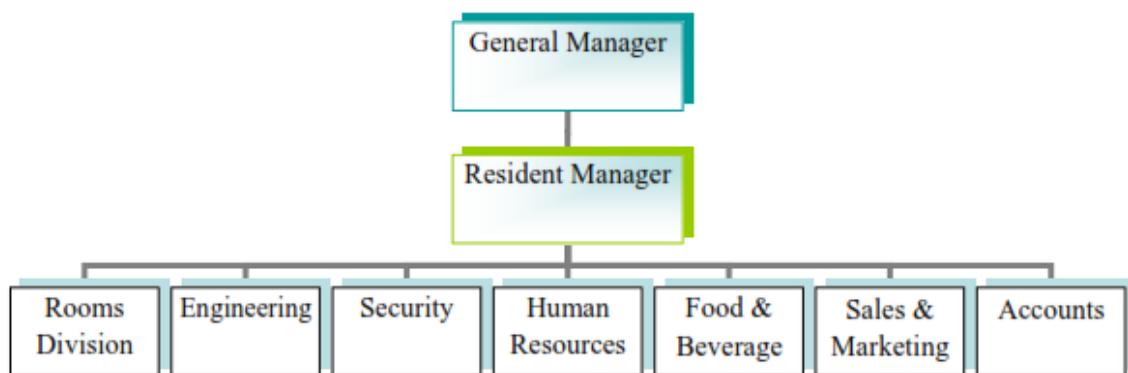 General Manager
Resident Manager
Rooms
Division
Engineering
Security
Human
Resources
Food &
Beverage
Sales &
Marketing
Accounts